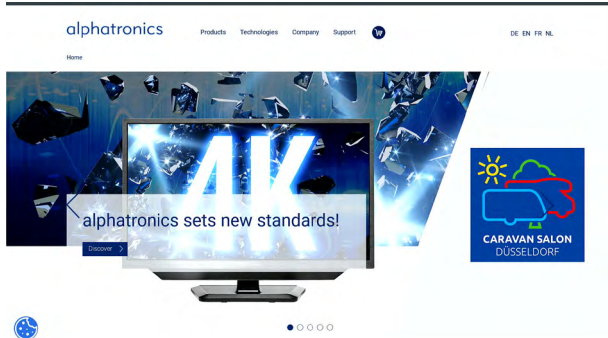 alphatronics
Products Technologies Company Support
DE EN FR NL
Home
4K
alphatronics sets new standards!
Discover
CARAVAN SALON
DÜSSELDORF